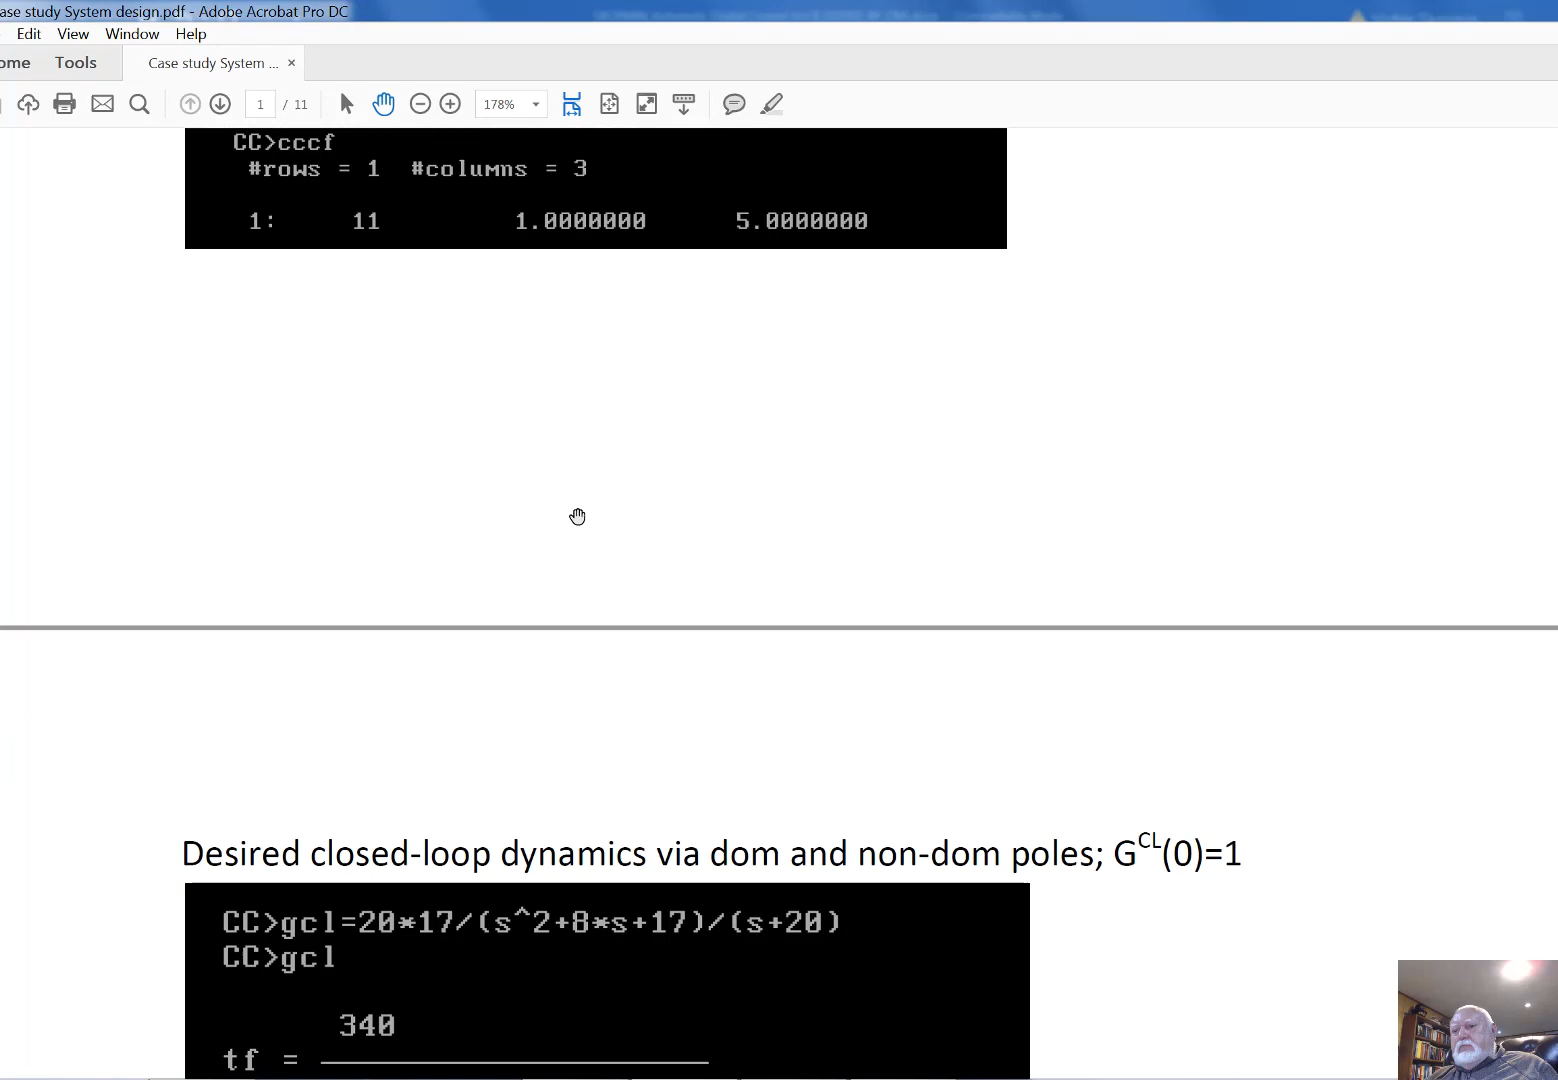 ase study System design.pdf - Adobe Acrobat Pro DC
Edit View Window Help
ome Tools Case study System ... ×
1 / 11 178%
CC>cccf
#rows = 1 #columns = 3
1: 11 1.0000000 5.0000000
Desired closed-loop dynamics via dom and non-dom poles; G^CL(0)=1
CC>gcl=20*17/(s^2+8*s+17)/(s+20)
CC>gcl
340
tf =